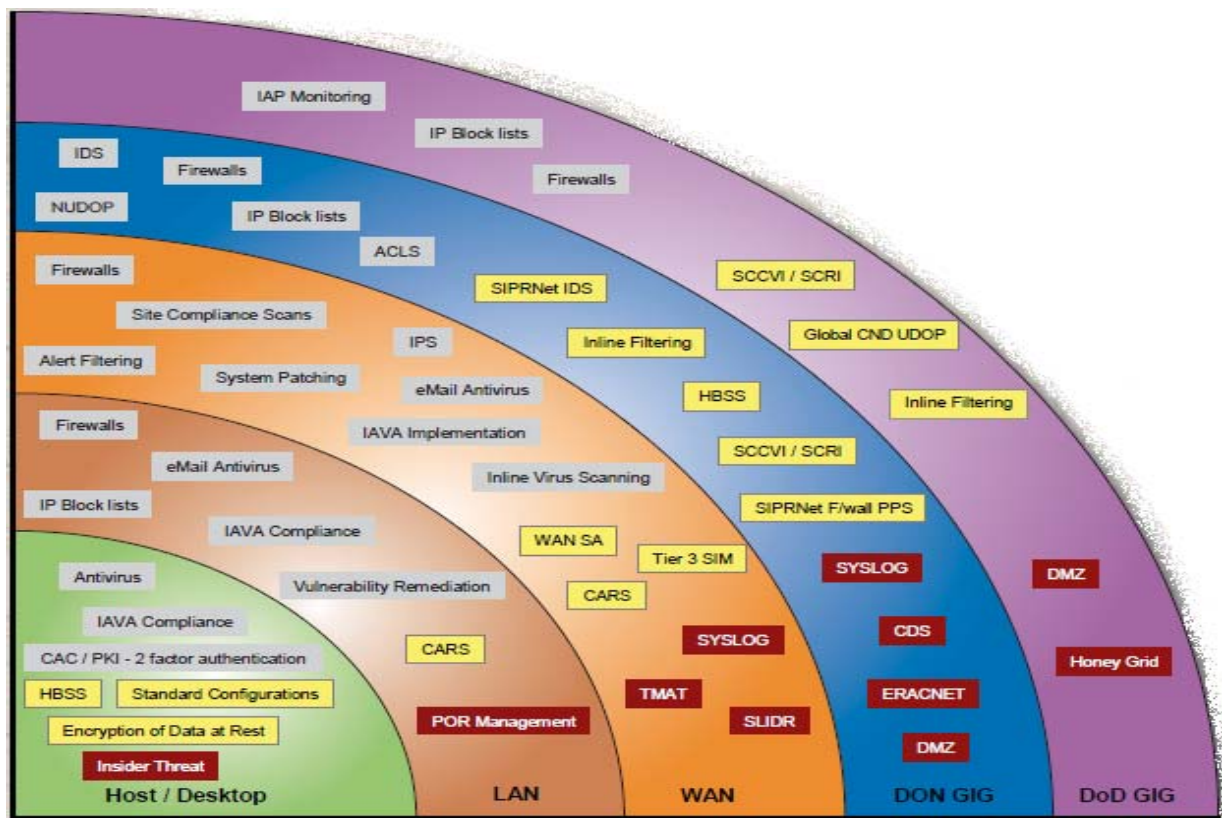 IAP Monitoring
IP Block lists
Firewalls
SCCVI / SCRI
Global CND UDOP
Inline Filtering
DMZ
Honey Grid
DoD GIG
IDS
Firewalls
NUDOP
IP Block lists
ACLS
SIPRNet IDS
Inline Filtering
HBSS
SCCVI / SCRI
SIPRNet F/wall PPS
SYSLOG
CDS
ERACNET
DMZ
DON GIG
Firewalls
Site Compliance Scans
IPS
Alert Filtering
System Patching
eMail Antivirus
IAVA Implementation
Inline Virus Scanning
WAN SA
Tier 3 SIM
CARS
SYSLOG
TMAT
SLIDR
WAN
Firewalls
eMail Antivirus
IP Block lists
IAVA Compliance
Vulnerability Remediation
CARS
POR Management
LAN
Antivirus
IAVA Compliance
CAC / PKI - 2 factor authentication
HBSS
Standard Configurations
Encryption of Data at Rest
Insider Threat
Host / Desktop